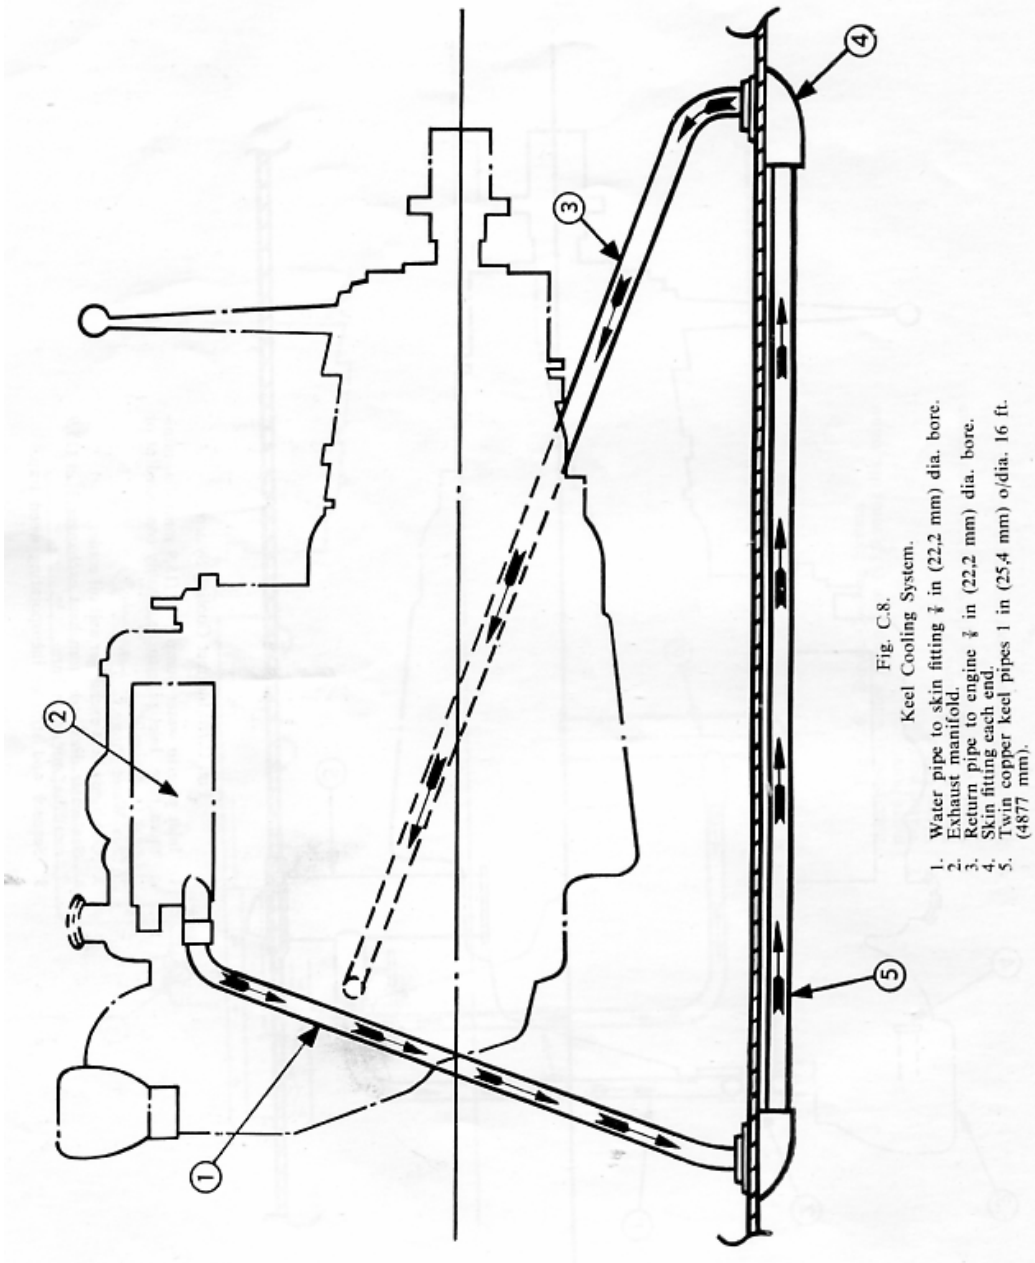 4
3
2
1
5
Fig. C.8.
Keel Cooling System.
1. Water pipe to skin fitting ⅞ in (22,2 mm) dia. bore.
2. Exhaust manifold.
3. Return pipe to engine ⅞ in (22,2 mm) dia. bore.
4. Skin fitting each end.
5. Twin copper keel pipes 1 in (25,4 mm) o/dia. 16 ft.
(4877 mm).